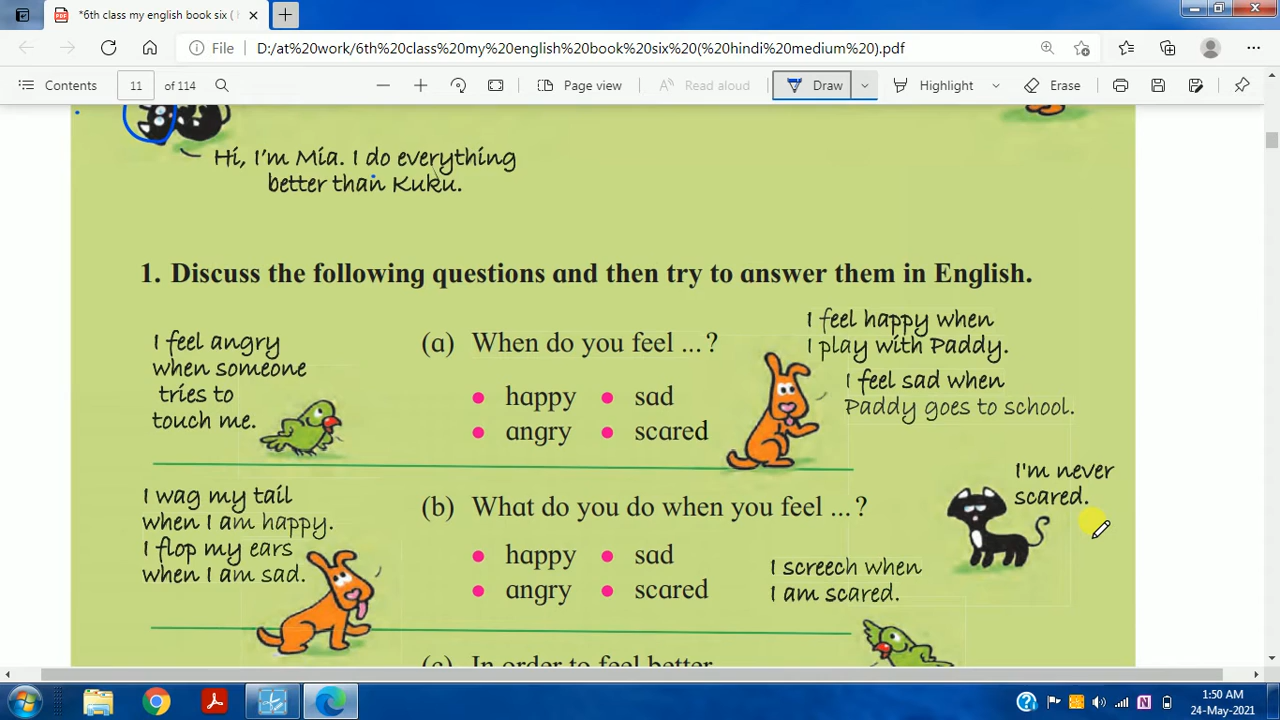 *6th class my english book six (
File
D:/at%20work/6th%20class%20my%20english%20book%20six%20(%20hindi%20medium%20).pdf
Contents
11
of 114
Page view
Read aloud
Draw
Highlight
Erase
Hi, I'm Mia. I do everything
better than Kuku.
1. Discuss the following questions and then try to answer them in English.
I feel angry
when someone
tries to
touch me.
(a) When do you feel ... ?
• happy • sad
• angry • scared
I feel happy when
I play with Paddy.
I feel sad when
Paddy goes to school.
I wag my tail
when I am happy.
I flop my ears
when I am sad.
(b) What do you do when you feel ... ?
• happy • sad
• angry • scared
I'm never
scared.
I screech when
I am scared.
(c) In order to feel better
1:50 AM
24-May-2021